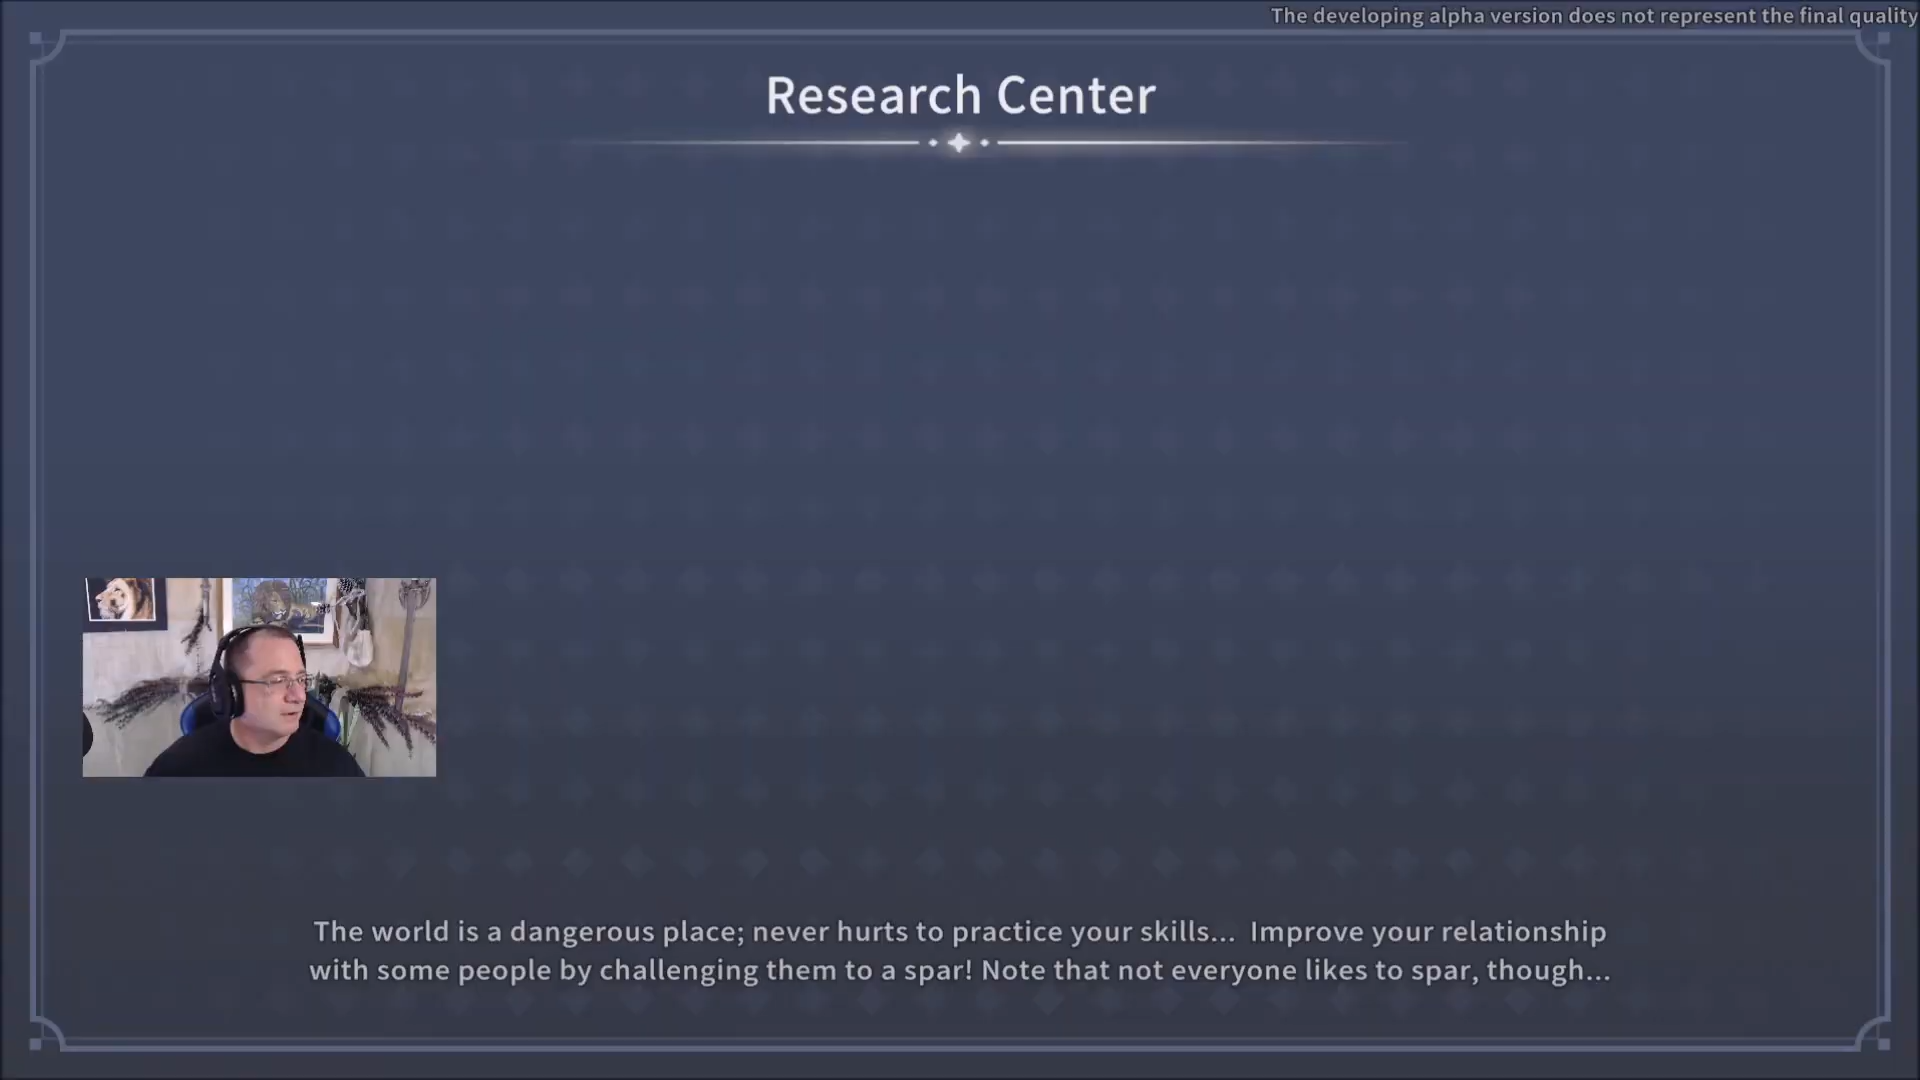 The developing alpha version does not represent the final quality
Research Center
The world is a dangerous place; never hurts to practice your skills... Improve your relationship
with some people by challenging them to a spar! Note that not everyone likes to spar, though...